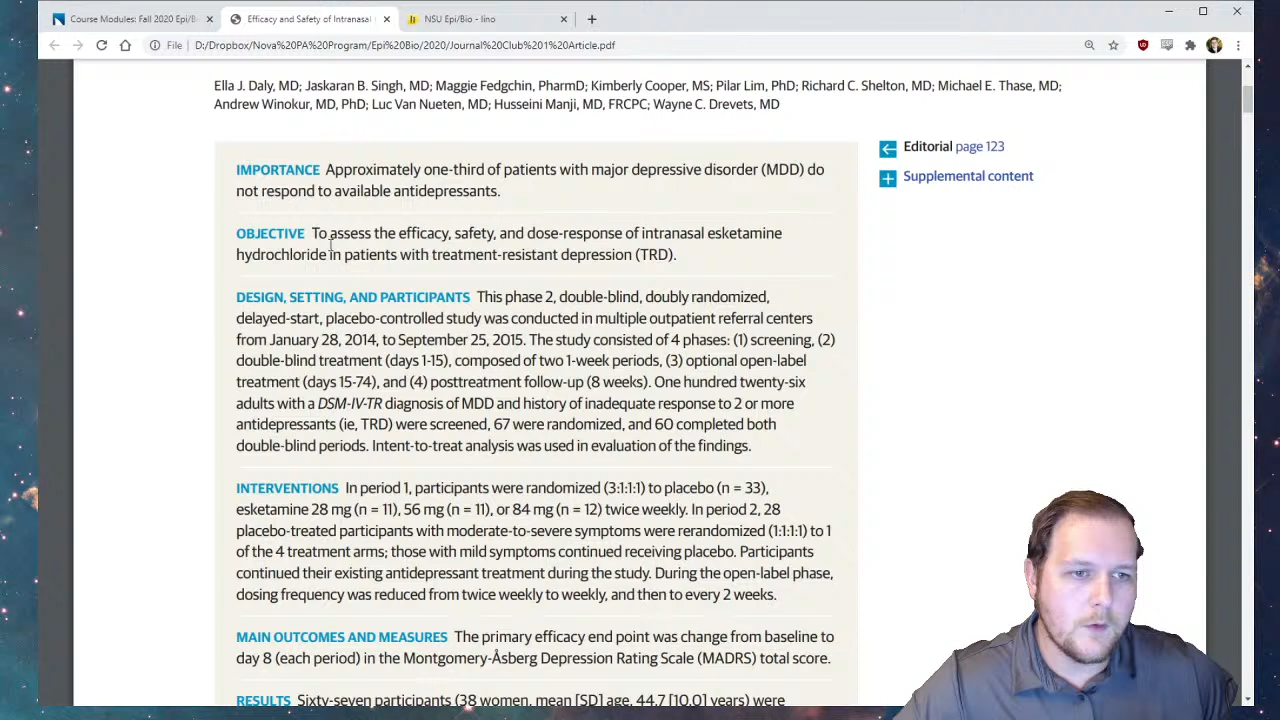 Course Modules: Fall 2020 Epi/Bi
Efficacy and Safety of Intranasal
NSU Epi/Bio - lino
File
D:/Dropbox/Nova%20PA%20Program/Epi%20Bio/2020/Journal%20Club%201%20Article.pdf
Ella J. Daly, MD; Jaskaran B. Singh, MD; Maggie Fedgchin, PharmD; Kimberly Cooper, MS; Pilar Lim, PhD; Richard C. Shelton, MD; Michael E. Thase, MD;
Andrew Winokur, MD, PhD; Luc Van Nueten, MD; Husseini Manji, MD, FRCPC; Wayne C. Drevets, MD
Editorial page 123
Supplemental content
IMPORTANCE Approximately one-third of patients with major depressive disorder (MDD) do
not respond to available antidepressants.
OBJECTIVE To assess the efficacy, safety, and dose-response of intranasal esketamine
hydrochloride in patients with treatment-resistant depression (TRD).
DESIGN, SETTING, AND PARTICIPANTS This phase 2, double-blind, doubly randomized,
delayed-start, placebo-controlled study was conducted in multiple outpatient referral centers
from January 28, 2014, to September 25, 2015. The study consisted of 4 phases: (1) screening, (2)
double-blind treatment (days 1-15), composed of two 1-week periods, (3) optional open-label
treatment (days 15-74), and (4) posttreatment follow-up (8 weeks). One hundred twenty-six
adults with a DSM-IV-TR diagnosis of MDD and history of inadequate response to 2 or more
antidepressants (ie, TRD) were screened, 67 were randomized, and 60 completed both
double-blind periods. Intent-to-treat analysis was used in evaluation of the findings.
INTERVENTIONS In period 1, participants were randomized (3:1:1:1) to placebo (n = 33),
esketamine 28 mg (n = 11), 56 mg (n = 11), or 84 mg (n = 12) twice weekly. In period 2, 28
placebo-treated participants with moderate-to-severe symptoms were rerandomized (1:1:1:1) to 1
of the 4 treatment arms; those with mild symptoms continued receiving placebo. Participants
continued their existing antidepressant treatment during the study. During the open-label phase,
dosing frequency was reduced from twice weekly to weekly, and then to every 2 weeks.
MAIN OUTCOMES AND MEASURES The primary efficacy end point was change from baseline to
day 8 (each period) in the Montgomery-Åsberg Depression Rating Scale (MADRS) total score.
RESULTS Sixty-seven participants (38 women, mean [SD] age, 44.7 [10.0] years) were